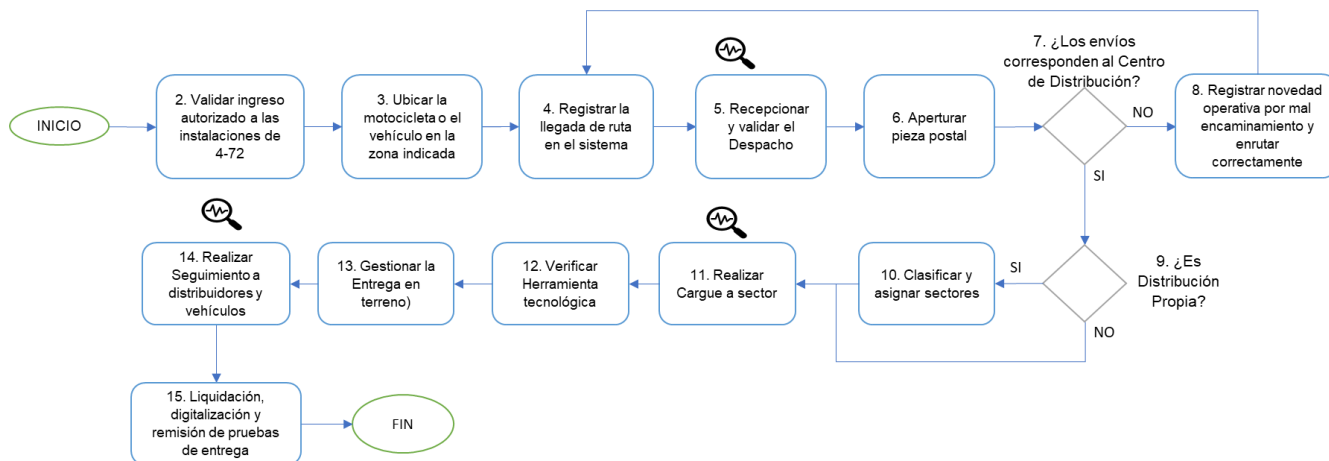 INICIO
2. Validar ingreso
autorizado a las
instalaciones de
4-72
3. Ubicar la
motocicleta o el
vehículo en la
zona indicada
4. Registrar la
llegada de ruta
en el sistema
5. Recepcionar
y validar el
Despacho
6. Aperturar
pieza postal
7. ¿Los envíos
corresponden al Centro
de Distribución?
NO
SI
8. Registrar novedad
operativa por mal
encaminamiento y
enrutar
correctamente
9. ¿Es
Distribución
Propia?
SI
NO
10. Clasificar y
asignar sectores
11. Realizar
Cargue a sector
12. Verificar
Herramienta
tecnológica
13. Gestionar la
Entrega en
terreno)
14. Realizar
Seguimiento a
distribuidores y
vehículos
15. Liquidación,
digitalización y
remisión de pruebas
de entrega
FIN